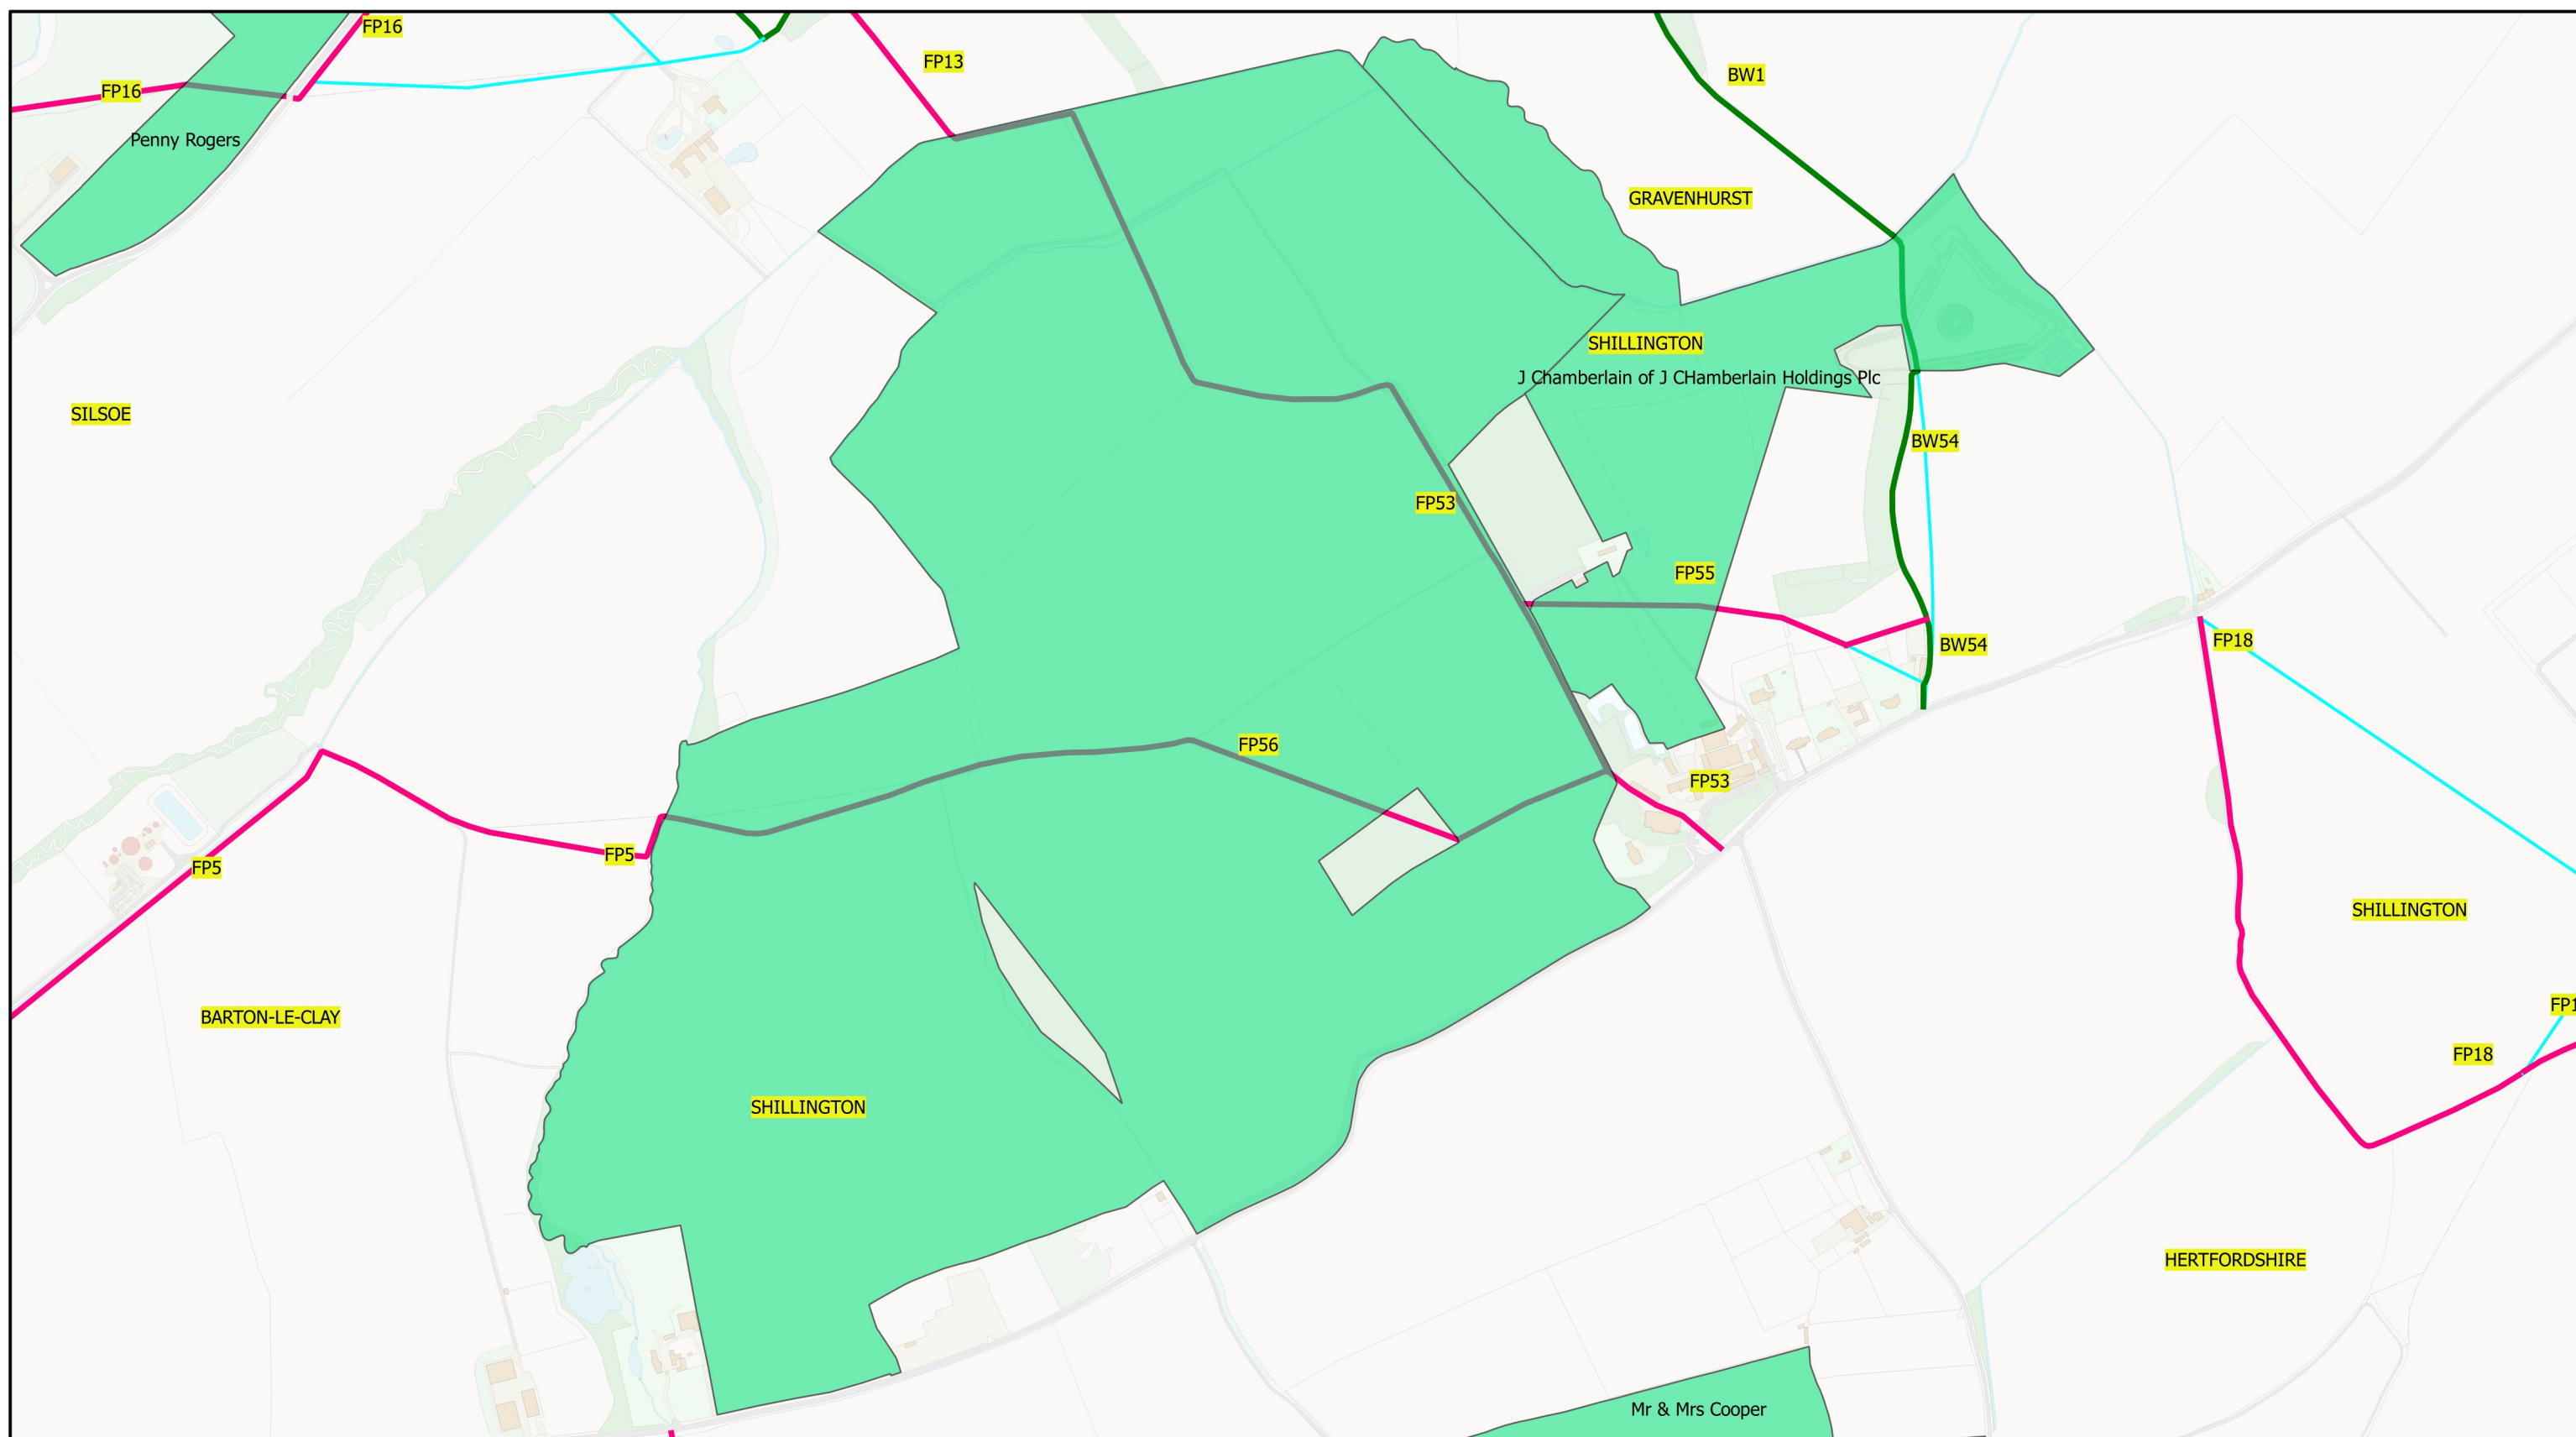 FP16
FP13
BW1
FP16
Penny Rogers
GRAVENHURST
SHILLINGTON
J Chamberlain of J CHamberlain Holdings Plc
SILSOE
BW54
FP53
FP55
FP18
BW54
FP56
FP53
FP5
FP5
SHILLINGTON
FP1
BARTON-LE-CLAY
FP18
SHILLINGTON
HERTFORDSHIRE
Mr & Mrs Cooper